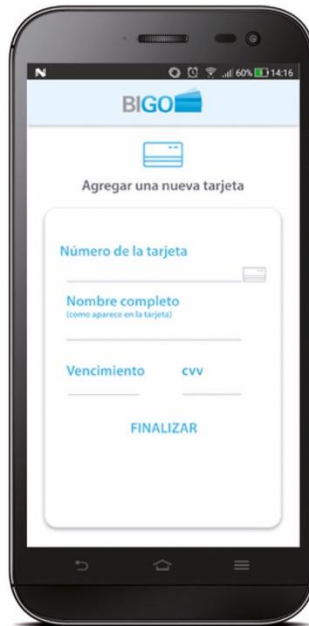 N 60% 14:16
BIGO
Agregar una nueva tarjeta
Número de la tarjeta
Nombre completo
(como aparece en la tarjeta)
Vencimiento cvv
FINALIZAR